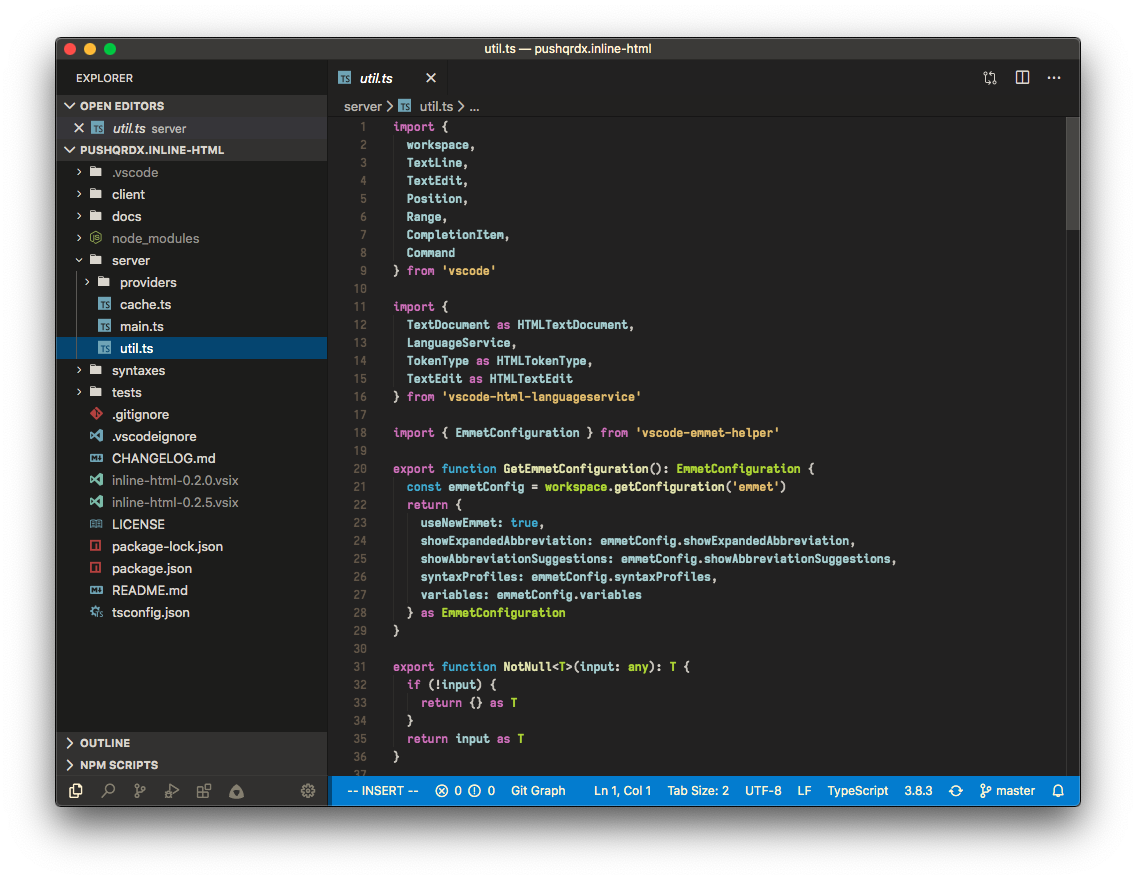 util.ts — pushqrdx.inline-html
EXPLORER
OPEN EDITORS
TS util.ts server
PUSHQRDX.INLINE-HTML
.vscode
client
docs
JS node_modules
server
providers
TS cache.ts
TS main.ts
TS util.ts
syntaxes
tests
.gitignore
.vscodeignore
CHANGELOG.md
inline-html-0.2.0.vsix
inline-html-0.2.5.vsix
LICENSE
package-lock.json
package.json
README.md
tsconfig.json
OUTLINE
NPM SCRIPTS
TS util.ts
server > TS util.ts > ...
1 import {
2 workspace,
3 TextLine,
4 TextEdit,
5 Position,
6 Range,
7 CompletionItem,
8 Command
9 } from 'vscode'
10
11 import {
12 TextDocument as HTMLTextDocument,
13 LanguageService,
14 TokenType as HTMLTokenType,
15 TextEdit as HTMLTextEdit
16 } from 'vscode-html-languageservice'
17
18 import { EmmetConfiguration } from 'vscode-emmet-helper'
19
20 export function GetEmmetConfiguration(): EmmetConfiguration {
21 const emmetConfig = workspace.getConfiguration('emmet')
22 return {
23 useNewEmmet: true,
24 showExpandedAbbreviation: emmetConfig.showExpandedAbbreviation,
25 showAbbreviationSuggestions: emmetConfig.showAbbreviationSuggestions,
26 syntaxProfiles: emmetConfig.syntaxProfiles,
27 variables: emmetConfig.variables
28 } as EmmetConfiguration
29 }
30
31 export function NotNull<T>(input: any): T {
32 if (!input) {
33 return {} as T
34 }
35 return input as T
36 }
37
-- INSERT -- 0 0 Git Graph Ln 1, Col 1 Tab Size: 2 UTF-8 LF TypeScript 3.8.3 master